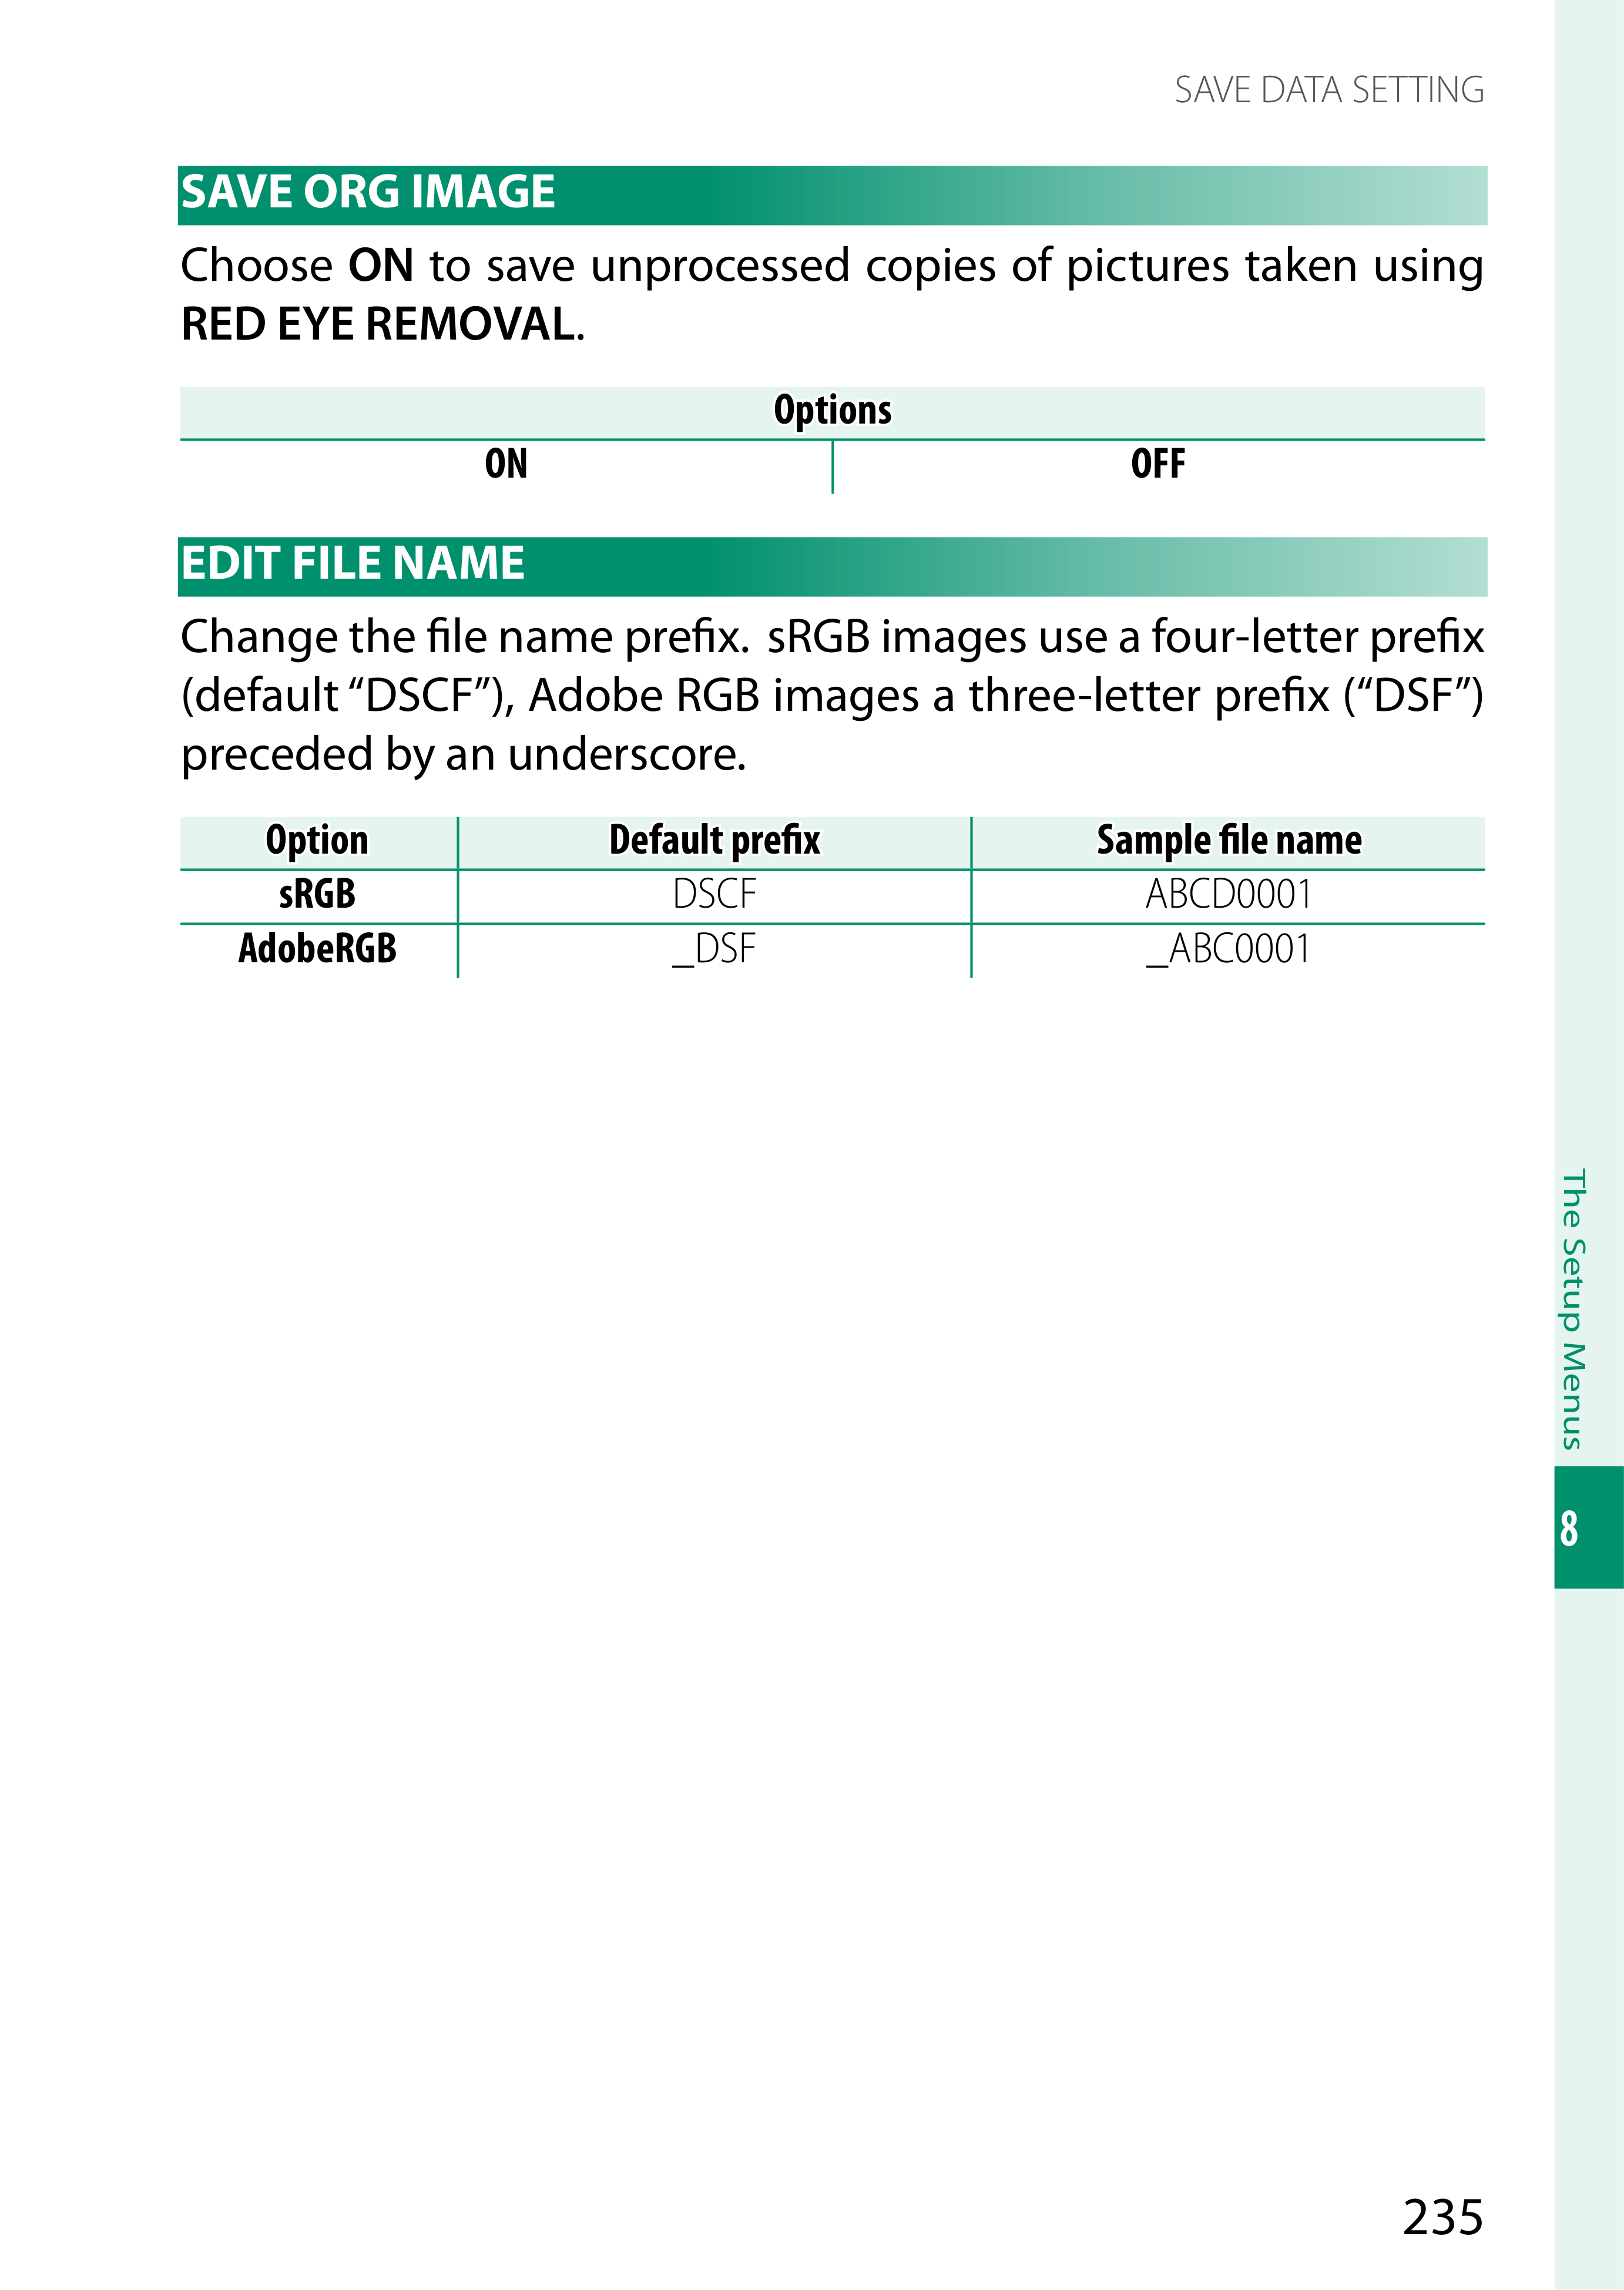 SAVE DATA SETTING
SAVE ORG IMAGE
Choose ON to save unprocessed copies of pictures taken using
RED EYE REMOVAL.
Options
ON OFF
EDIT FILE NAME
Change the file name prefix.  sRGB images use a four-letter prefix
(default “DSCF”), Adobe RGB images a three-letter prefix (“DSF”)
preceded by an underscore.
Option Default prefix Sample file name
sRGB DSCF ABCD0001
AdobeRGB _DSF _ABC0001
The Setup Menus
8
235